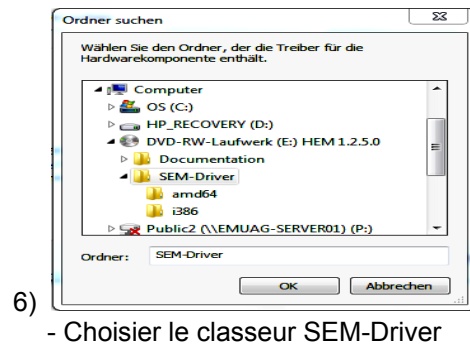 Ordner suchen
Wählen Sie den Ordner, der die Treiber für die
Hardwarekomponente enthält.
Computer
OS (C:)
HP_RECOVERY (D:)
DVD-RW-Laufwerk (E:) HEM 1.2.5.0
Documentation
SEM-Driver
amd64
i386
Public2 (\\EMUAG-SERVER01) (P:)
Ordner: SEM-Driver
OK Abbrechen
6)
- Choisier le classeur SEM-Driver